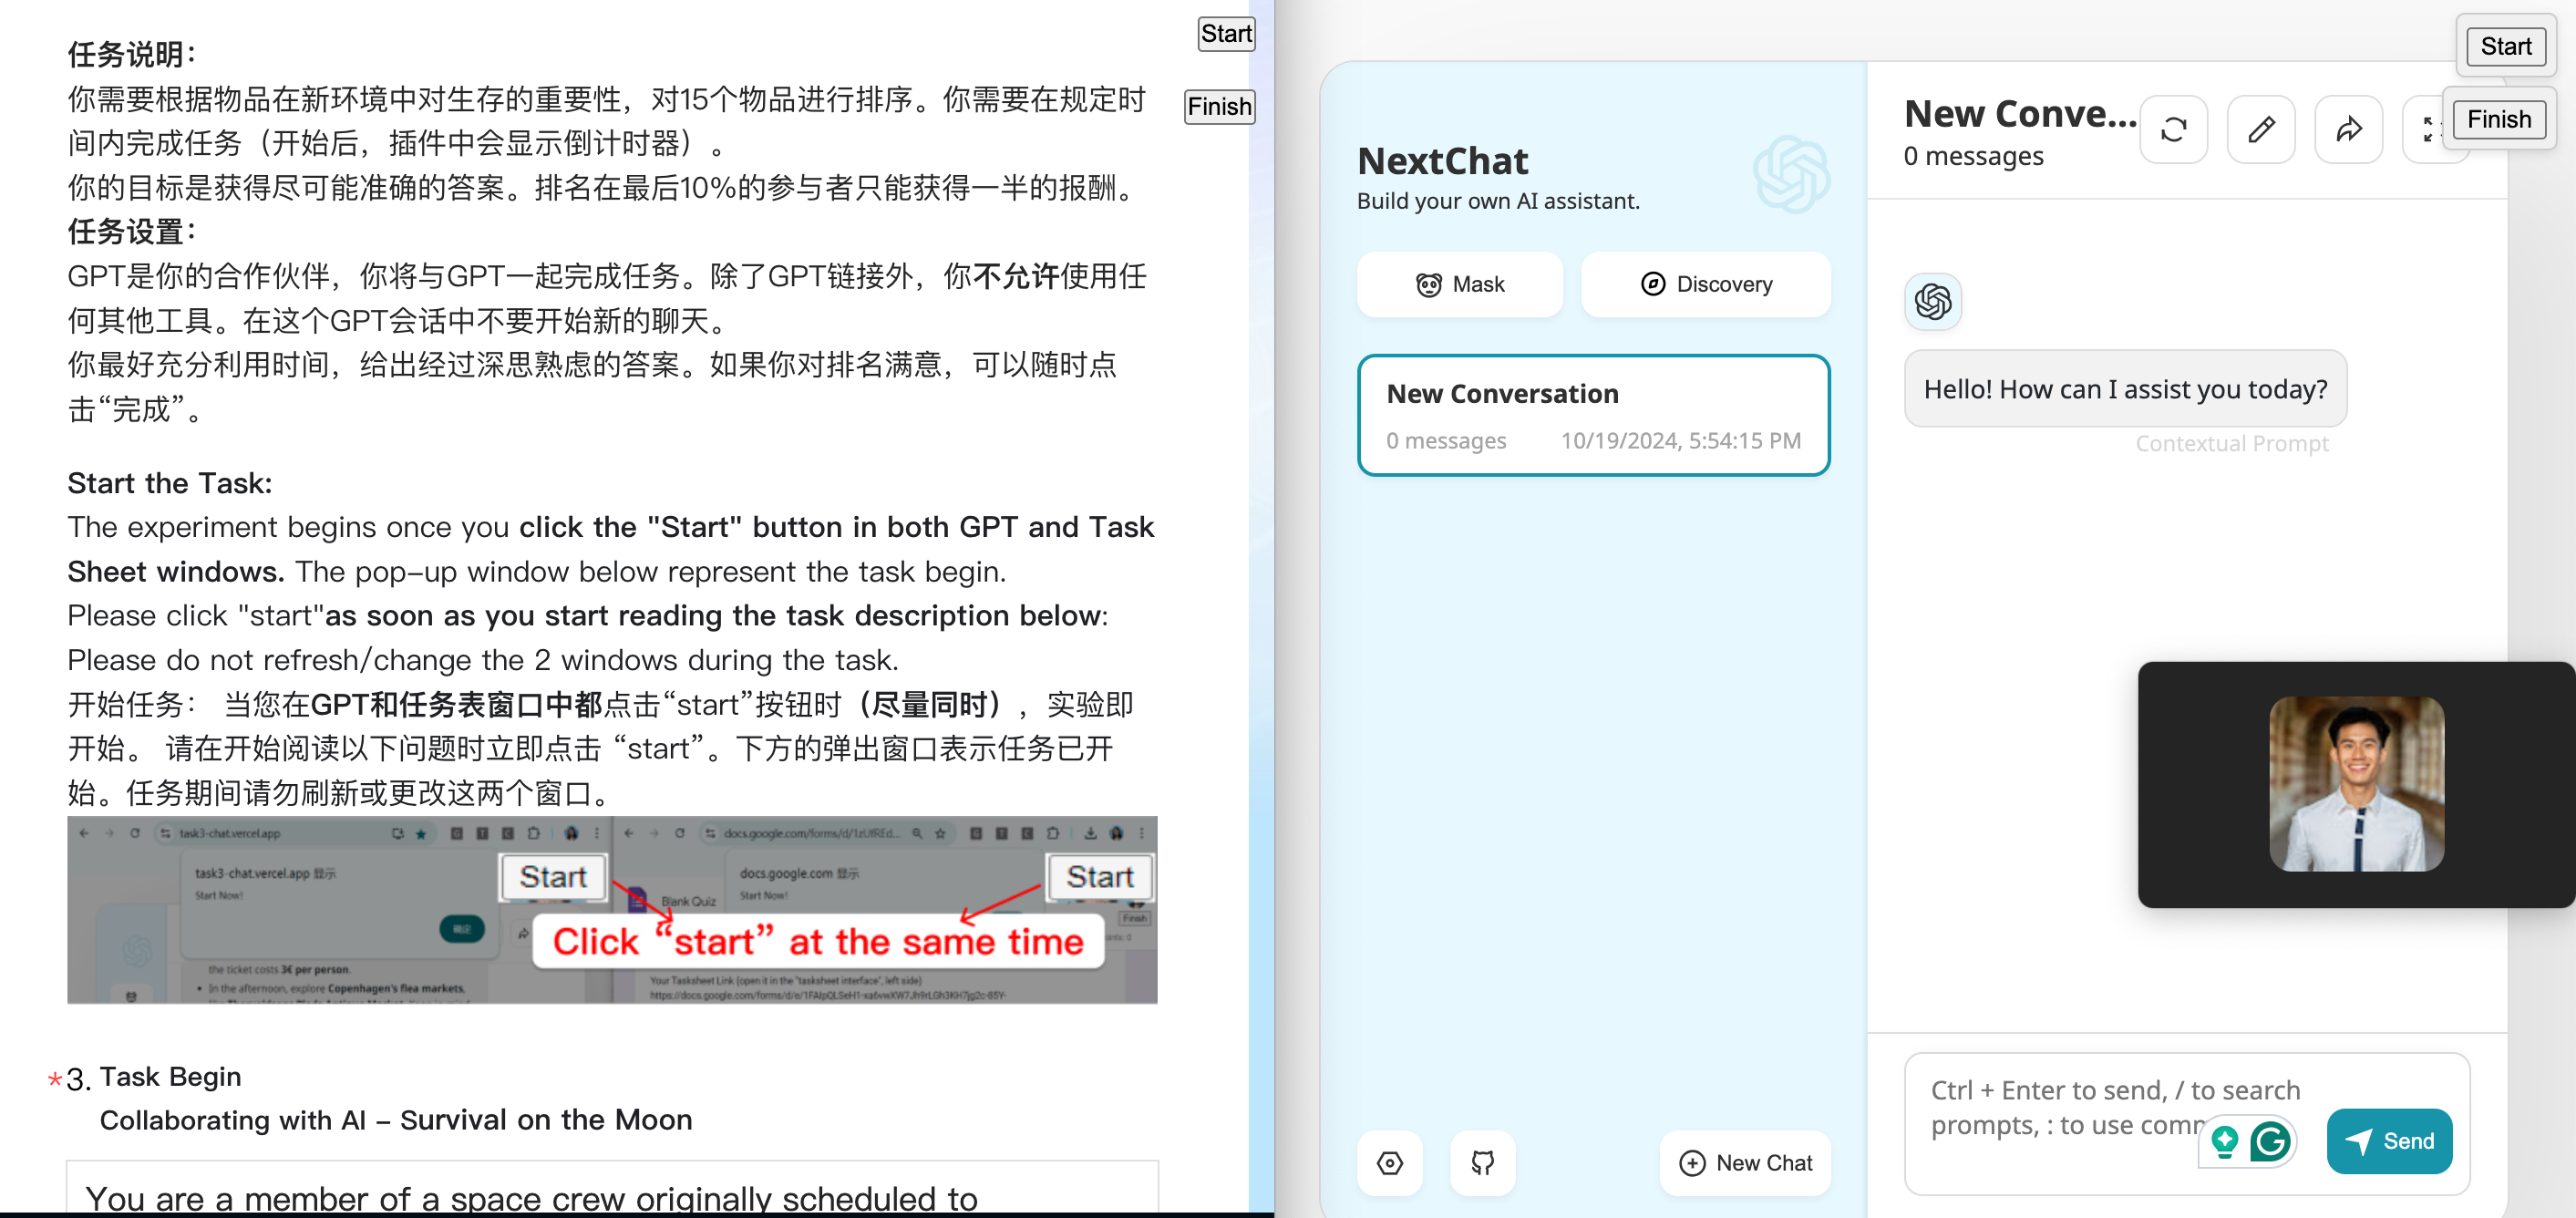 Start
Finish
任务说明：
你需要根据物品在新环境中对生存的重要性，对15个物品进行排序。你需要在规定时
间内完成任务（开始后，插件中会显示倒计时器）。
你的目标是获得尽可能准确的答案。排名在最后10%的参与者只能获得一半的报酬。
任务设置：
GPT是你的合作伙伴，你将与GPT一起完成任务。除了GPT链接外，你不允许使用任
何其他工具。在这个GPT会话中不要开始新的聊天。
你最好充分利用时间，给出经过深思熟虑的答案。如果你对排名满意，可以随时点
击“完成”。
Start the Task:
The experiment begins once you click the "Start" button in both GPT and Task
Sheet windows. The pop-up window below represent the task begin.
Please click "start"as soon as you start reading the task description below:
Please do not refresh/change the 2 windows during the task.
开始任务： 当您在GPT和任务表窗口中都点击“start”按钮时（尽量同时），实验即
开始。 请在开始阅读以下问题时立即点击 “start”。下方的弹出窗口表示任务已开
始。任务期间请勿刷新或更改这两个窗口。
task3-chat.vercel.app
docs.google.com/forms/d/1zUfREd...
task3-chat.vercel.app 显示
Start Now!
确定
Start
docs.google.com 显示
Start Now!
Start
Blank Quiz
Finish
Click “start” at the same time
the ticket costs 3€ per person.
• In the afternoon, explore Copenhagen's flea markets,
Your Tasksheet Link (open it in the "tasksheet interface", left side)
*3. Task Begin
Collaborating with AI – Survival on the Moon
You are a member of a space crew originally scheduled to
NextChat
Build your own AI assistant.
Mask
Discovery
New Conversation
0 messages
10/19/2024, 5:54:15 PM
New Chat
New Conve...
0 messages
Start
Finish
Hello! How can I assist you today?
Contextual Prompt
Ctrl + Enter to send, / to search
prompts, : to use
Send